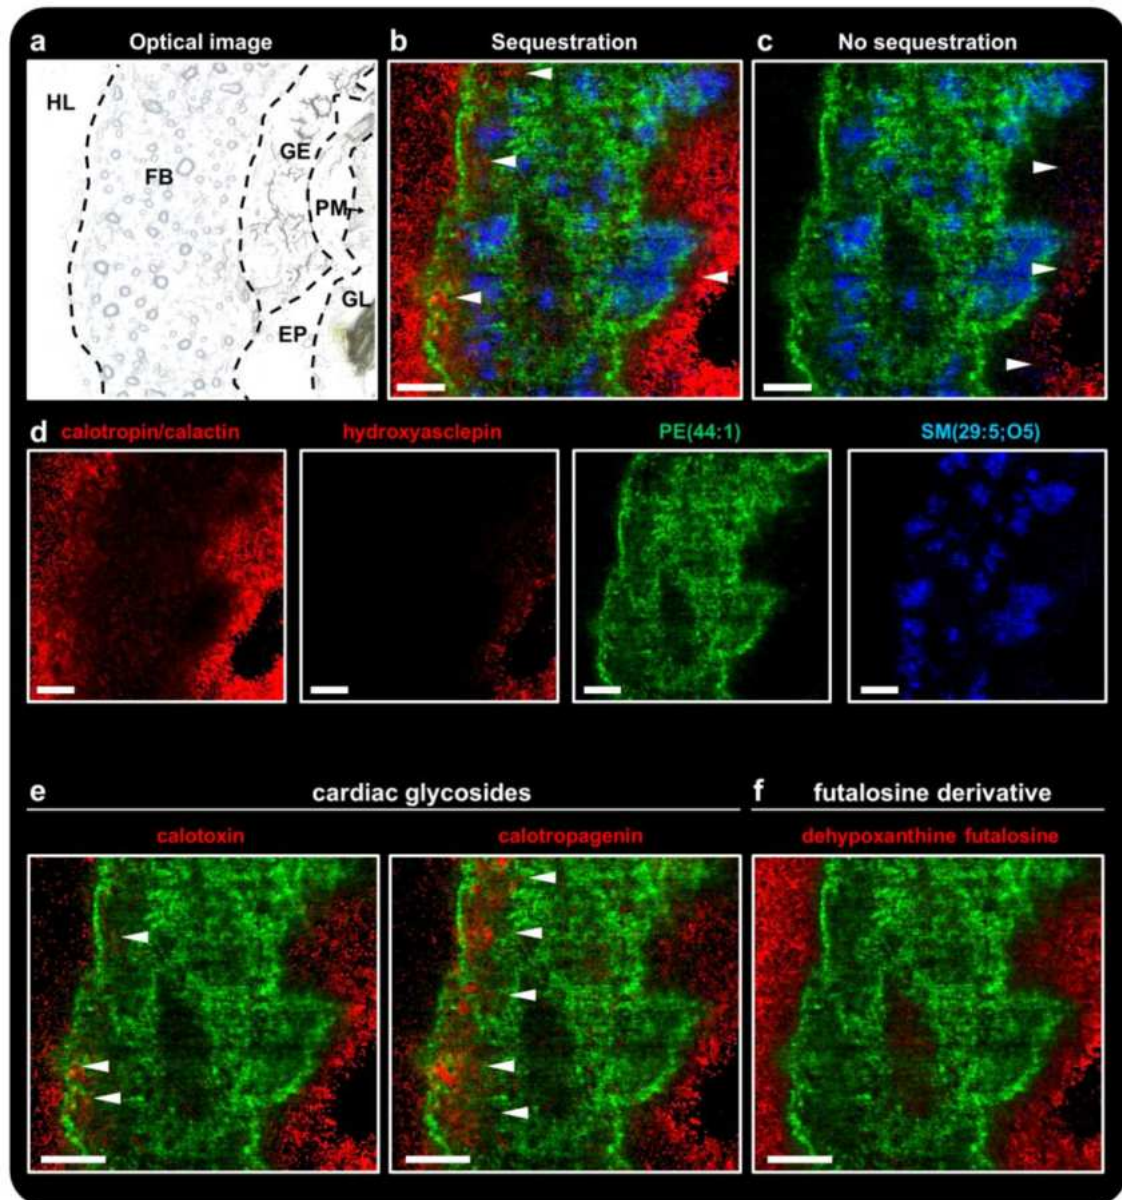 a Optical image
b Sequestration
c No sequestration
HL
FB
GE
PM
GL
EP
d calotropin/calactin
hydroxyasclepin
PE(44:1)
SM(29:5;O5)
e cardiac glycosides
f futalosine derivative
calotoxin
calotropagenin
dehypoxanthine futalosine